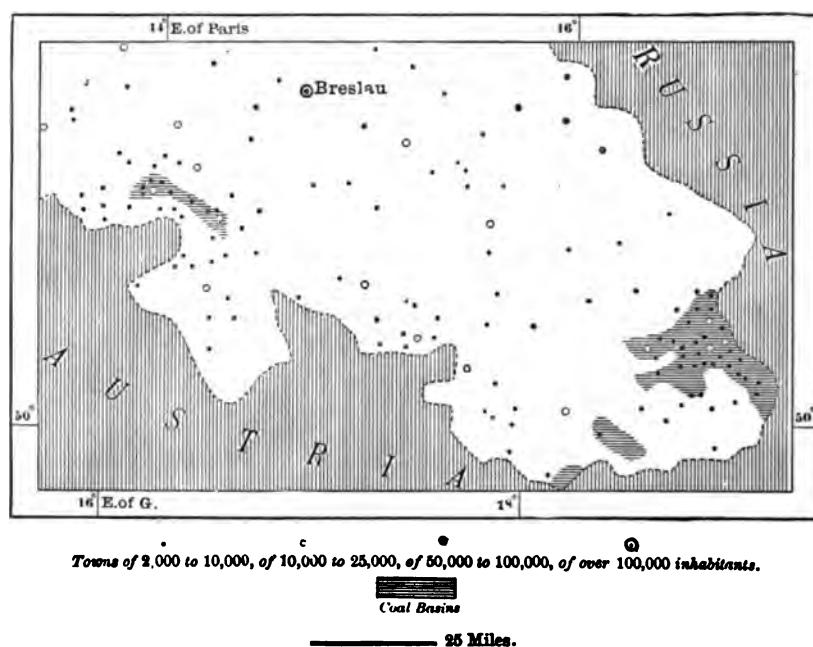 14° E.of Paris 16°
RUSSIA
Breslau
AUSTRIA
50° 50°
16° E.of G.
Towns of 2,000 to 10,000, of 10,000 to 25,000, of 50,000 to 100,000, of over 100,000 inhabitants.
Coal Basins
25 Miles.